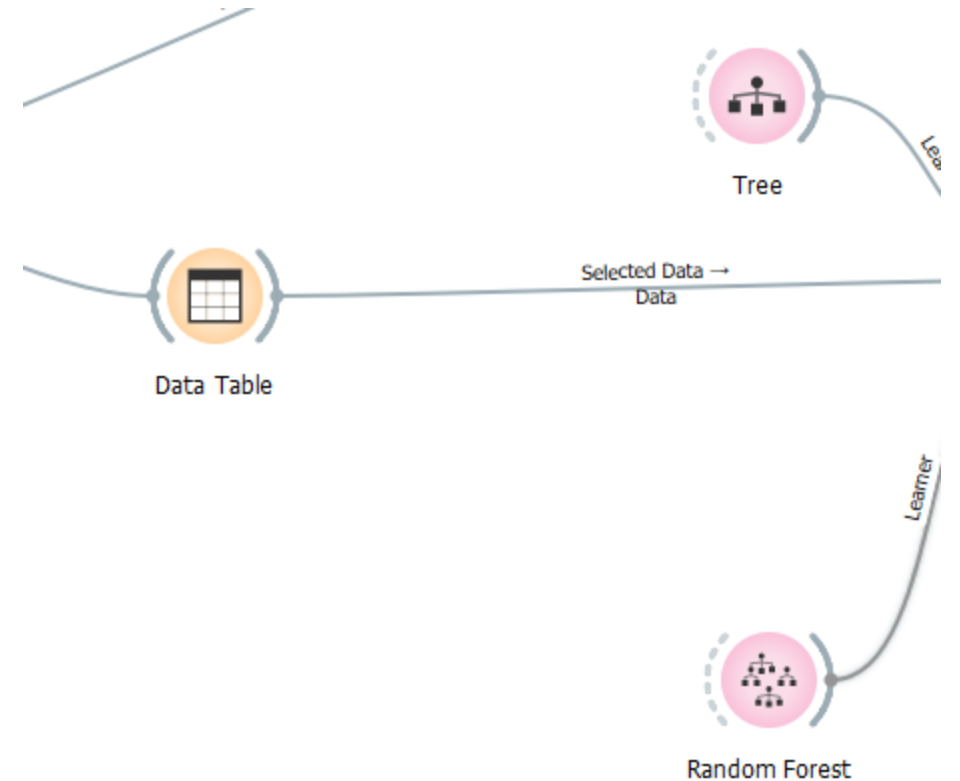 Tree
Selected Data →
Data
Data Table
Learner
Random Forest